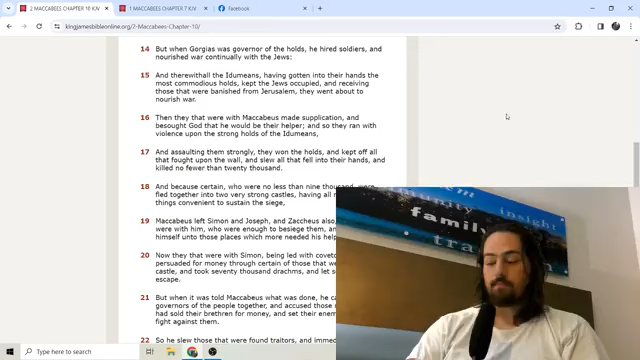 2 MACCABEES CHAPTER 10 KJV
1 MACCABEES CHAPTER 7 KJV
Facebook
kingjamesbibleonline.org/2-Maccabees-Chapter-10/
14 But when Gorgias was governor of the holds, he hired soldiers, and
nourished war continually with the Jews:
15 And therewithall the Idumeans, having gotten into their hands the
most commodious holds, kept the Jews occupied, and receiving
those that were banished from Jerusalem, they went about to
nourish war.
16 Then they that were with Maccabeus made supplication, and
besought God that he would be their helper; and so they ran with
violence upon the strong holds of the Idumeans,
17 And assaulting them strongly, they won the holds, and kept off all
that fought upon the wall, and slew all that fell into their hands, and
killed no fewer than twenty thousand.
18 And because certain, who were no less than nine thousand, were
fled together into two very strong castles, having all
things convenient to sustain the siege,
19 Maccabeus left Simon and Joseph, and Zaccheus also,
were with him, who were enough to besiege them,
himself unto those places which more needed his help
20 Now they that were with Simon, being led with
persuaded for money through certain of those that
castle, and took seventy thousand drachms, and let
escape.
21 But when it was told Maccabeus what was done, he
governors of the people together, and accused those
had sold their brethren for money, and set their
fight against them.
22 So he slew those that were found traitors, and
insight
community
family
Type here to search